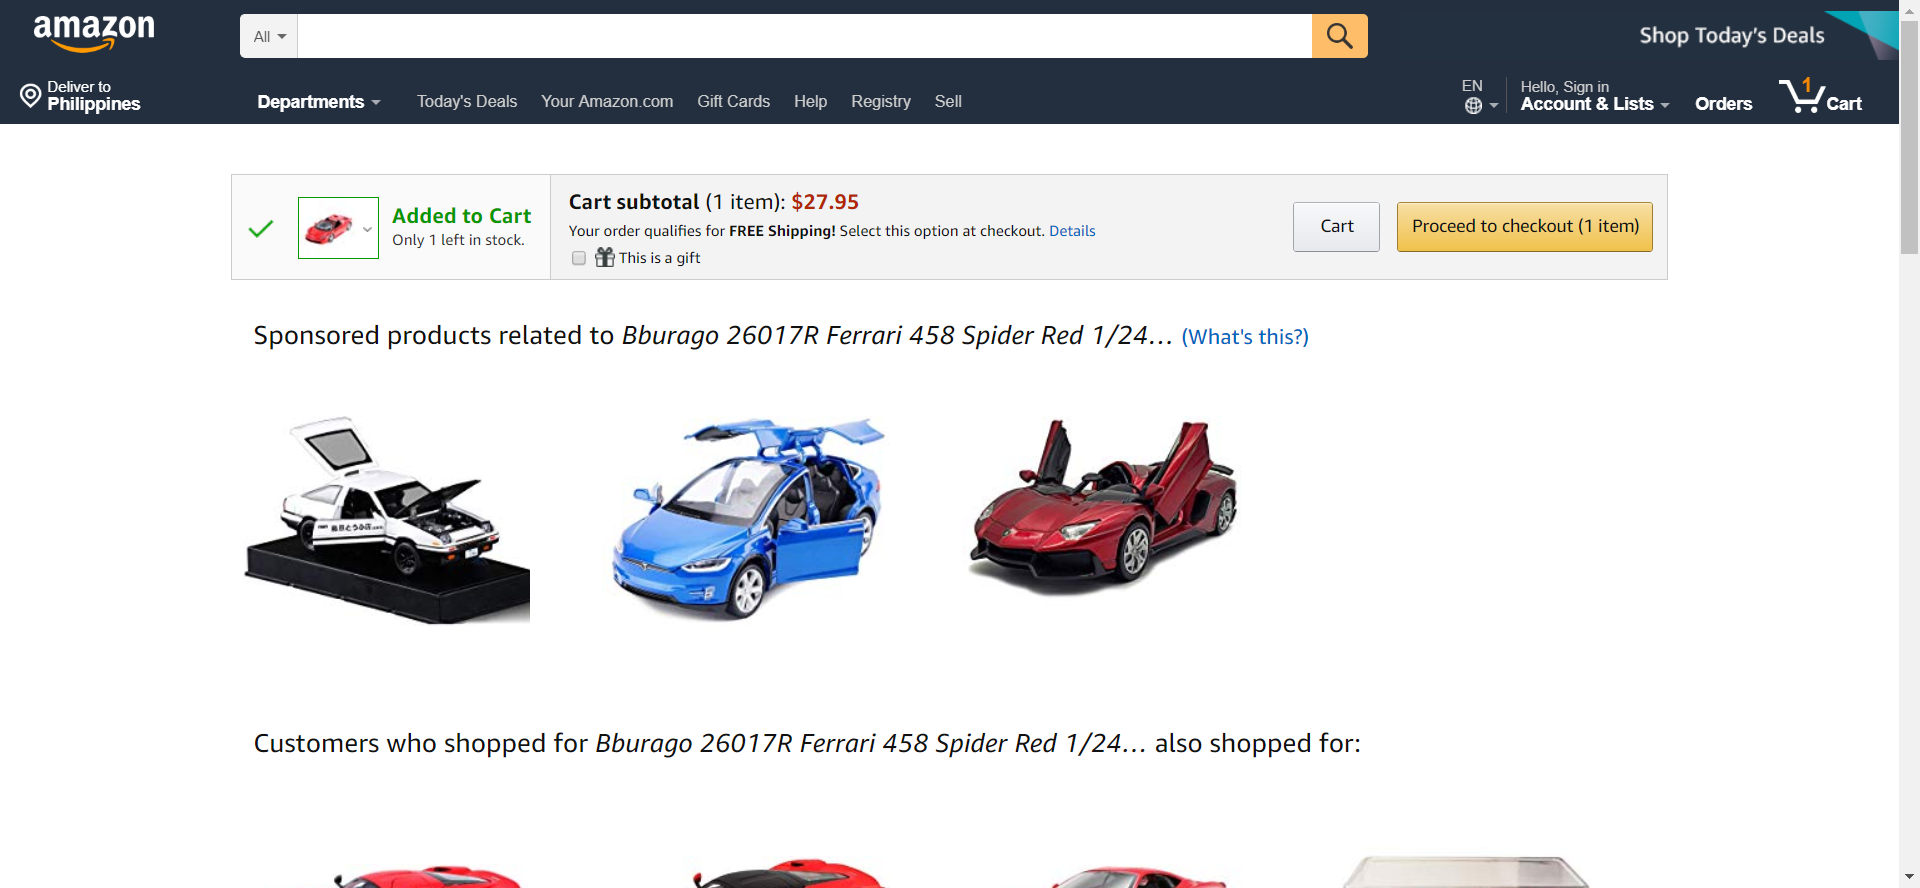 amazon
All
Shop Today's Deals
Deliver to
Philippines
Departments
Today's Deals
Your Amazon.com
Gift Cards
Help
Registry
Sell
EN
Hello, Sign in
Account & Lists
Orders
1
Cart
Added to Cart
Only 1 left in stock.
Cart subtotal (1 item): $27.95
Your order qualifies for FREE Shipping! Select this option at checkout. Details
This is a gift
Cart
Proceed to checkout (1 item)
Sponsored products related to Bburago 26017R Ferrari 458 Spider Red 1/24... (What's this?)
Customers who shopped for Bburago 26017R Ferrari 458 Spider Red 1/24... also shopped for: